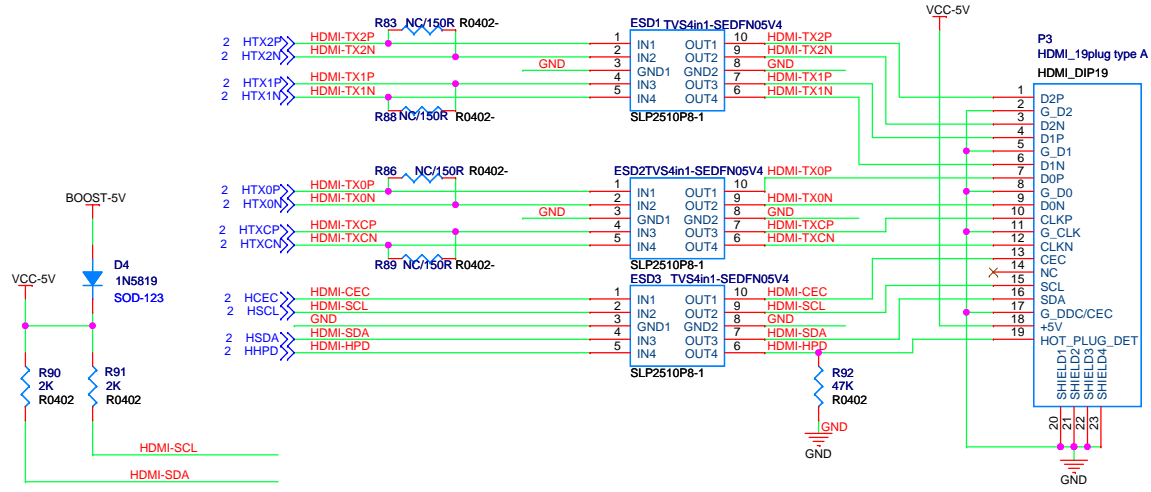 VCC-5V
R83 NC/150R R0402-
ESD1 TVS4in1-SEDFN05V4
2 HTX2P HDMI-TX2P 1 IN1 OUT1 10 HDMI-TX2P
2 HTX2N HDMI-TX2N 2 IN2 OUT2 9 HDMI-TX2N
GND 3 GND1 GND2 8 GND
2 HTX1P HDMI-TX1P 4 IN3 OUT3 7 HDMI-TX1P
2 HTX1N HDMI-TX1N 5 IN4 OUT4 6 HDMI-TX1N
R88 NC/150R R0402-
SLP2510P8-1
P3
HDMI_19plug type A
HDMI_DIP19
1 D2P
2 G_D2
3 D2N
4 D1P
5 G_D1
6 D1N
7 D0P
8 G_D0
9 D0N
10 CLKP
11 G_CLK
12 CLKN
13 CEC
14 NC
15 SCL
16 SDA
17 G_DDC/CEC
18 +5V
19 HOT_PLUG_DET
SHIELD1
SHIELD2
SHIELD3
SHIELD4
20
21
22
23
GND
R86 NC/150R R0402-
ESD2TVS4in1-SEDFN05V4
2 HTX0P HDMI-TX0P 1 IN1 OUT1 10 HDMI-TX0P
2 HTX0N HDMI-TX0N 2 IN2 OUT2 9 HDMI-TX0N
GND 3 GND1 GND2 8 GND
2 HTXCP HDMI-TXCP 4 IN3 OUT3 7 HDMI-TXCP
2 HTXCN HDMI-TXCN 5 IN4 OUT4 6 HDMI-TXCN
R89 NC/150R R0402-
SLP2510P8-1
ESD3 TVS4in1-SEDFN05V4
2 HCEC HDMI-CEC 1 IN1 OUT1 10 HDMI-CEC
2 HSCL HDMI-SCL 2 IN2 OUT2 9 HDMI-SCL
GND 3 GND1 GND2 8 GND
2 HSDA HDMI-SDA 4 IN3 OUT3 7 HDMI-SDA
2 HHPD HDMI-HPD 5 IN4 OUT4 6 HDMI-HPD
SLP2510P8-1
R92
47K
R0402
GND
GND
BOOST-5V
VCC-5V
D4
1N5819
SOD-123
R90
2K
R0402
R91
2K
R0402
HDMI-SCL
HDMI-SDA